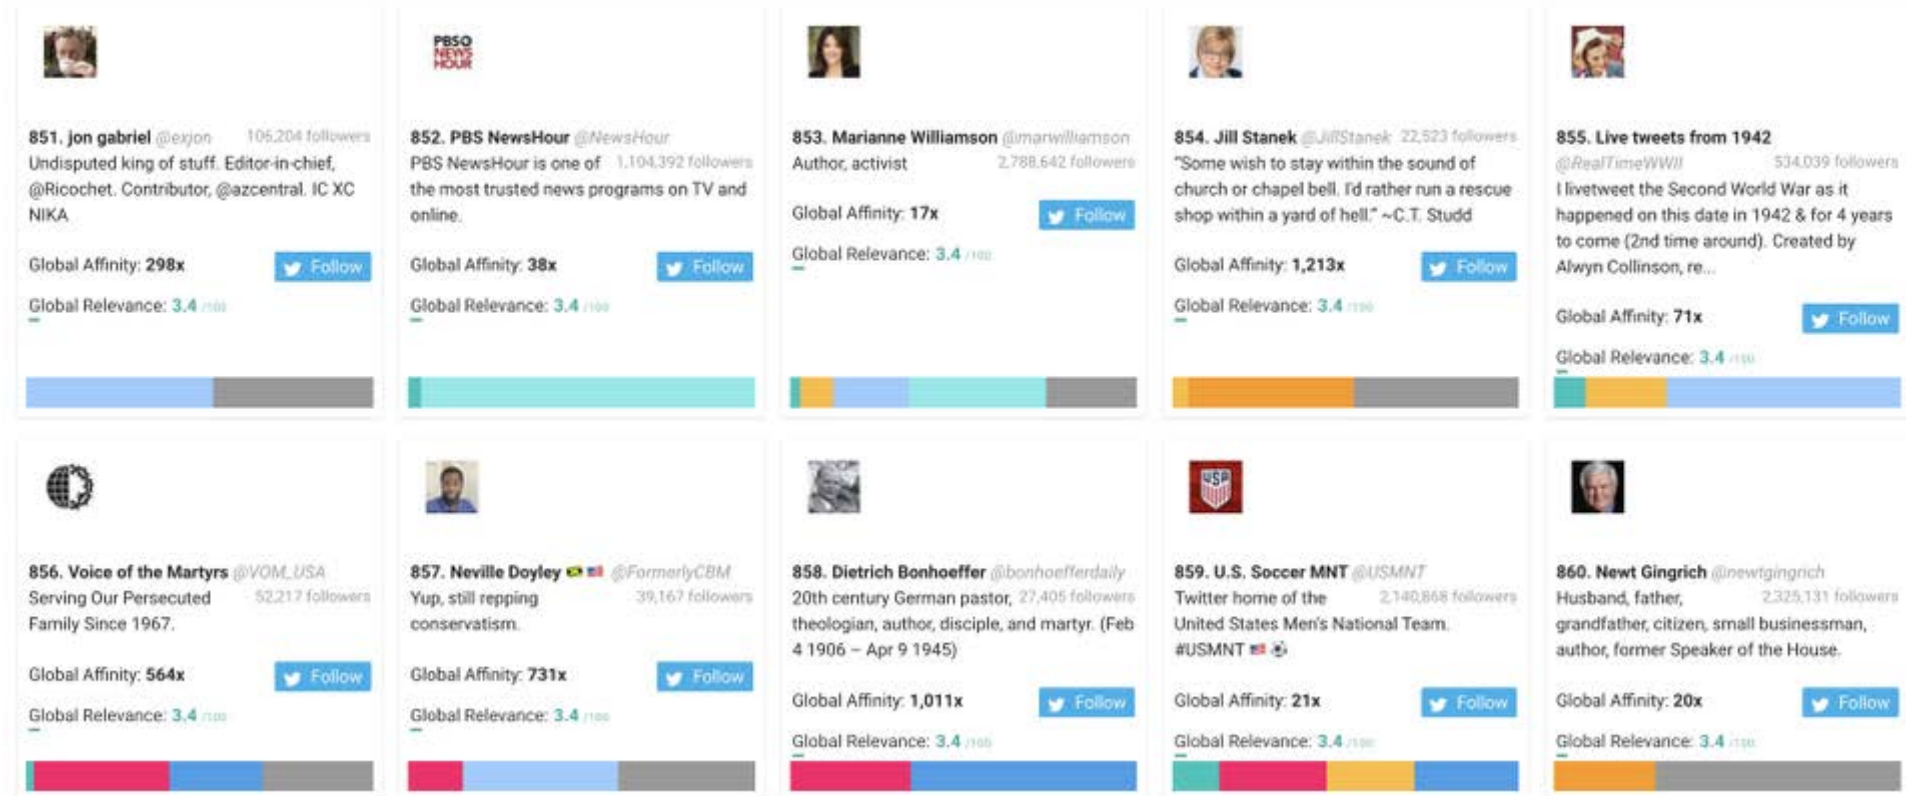 PBS
NEWS
HOUR
851. jon gabriel @exjon 106,204 followers
Undisputed king of stuff. Editor-in-chief,
@Ricochet. Contributor, @azcentral. IC XC
NIKA
Global Affinity: 298x
Follow
Global Relevance: 3.4 /100
852. PBS NewsHour @NewsHour
PBS NewsHour is one of 1,104,392 followers
the most trusted news programs on TV and
online.
Global Affinity: 38x
Follow
Global Relevance: 3.4 /100
853. Marianne Williamson @marwilliamson
Author, activist 2,788,642 followers
Global Affinity: 17x
Follow
Global Relevance: 3.4 /100
854. Jill Stanek @JillStanek 22,523 followers
"Some wish to stay within the sound of
church or chapel bell. I'd rather run a rescue
shop within a yard of hell." ~C.T. Studd
Global Affinity: 1,213x
Follow
Global Relevance: 3.4 /100
855. Live tweets from 1942
@RealTimeWWII 534,039 followers
I livetweet the Second World War as it
happened on this date in 1942 & for 4 years
to come (2nd time around). Created by
Alwyn Collinson, re...
Global Affinity: 71x
Follow
Global Relevance: 3.4 /100
856. Voice of the Martyrs @VOM_USA
Serving Our Persecuted 52,217 followers
Family Since 1967.
Global Affinity: 564x
Follow
Global Relevance: 3.4 /100
857. Neville Doyley 🇯🇲 🇺🇸 @FormerlyCBM
Yup, still repping 39,167 followers
conservatism.
Global Affinity: 731x
Follow
Global Relevance: 3.4 /100
858. Dietrich Bonhoeffer @bonhoefferdaily
20th century German pastor, 27,405 followers
theologian, author, disciple, and martyr. (Feb
4 1906 – Apr 9 1945)
Global Affinity: 1,011x
Follow
Global Relevance: 3.4 /100
USA
859. U.S. Soccer MNT @USMNT
Twitter home of the 2,140,868 followers
United States Men's National Team.
#USMNT 🇺🇸 ⚽
Global Affinity: 21x
Follow
Global Relevance: 3.4 /100
860. Newt Gingrich @newtgingrich
Husband, father, 2,325,131 followers
grandfather, citizen, small businessman,
author, former Speaker of the House.
Global Affinity: 20x
Follow
Global Relevance: 3.4 /100